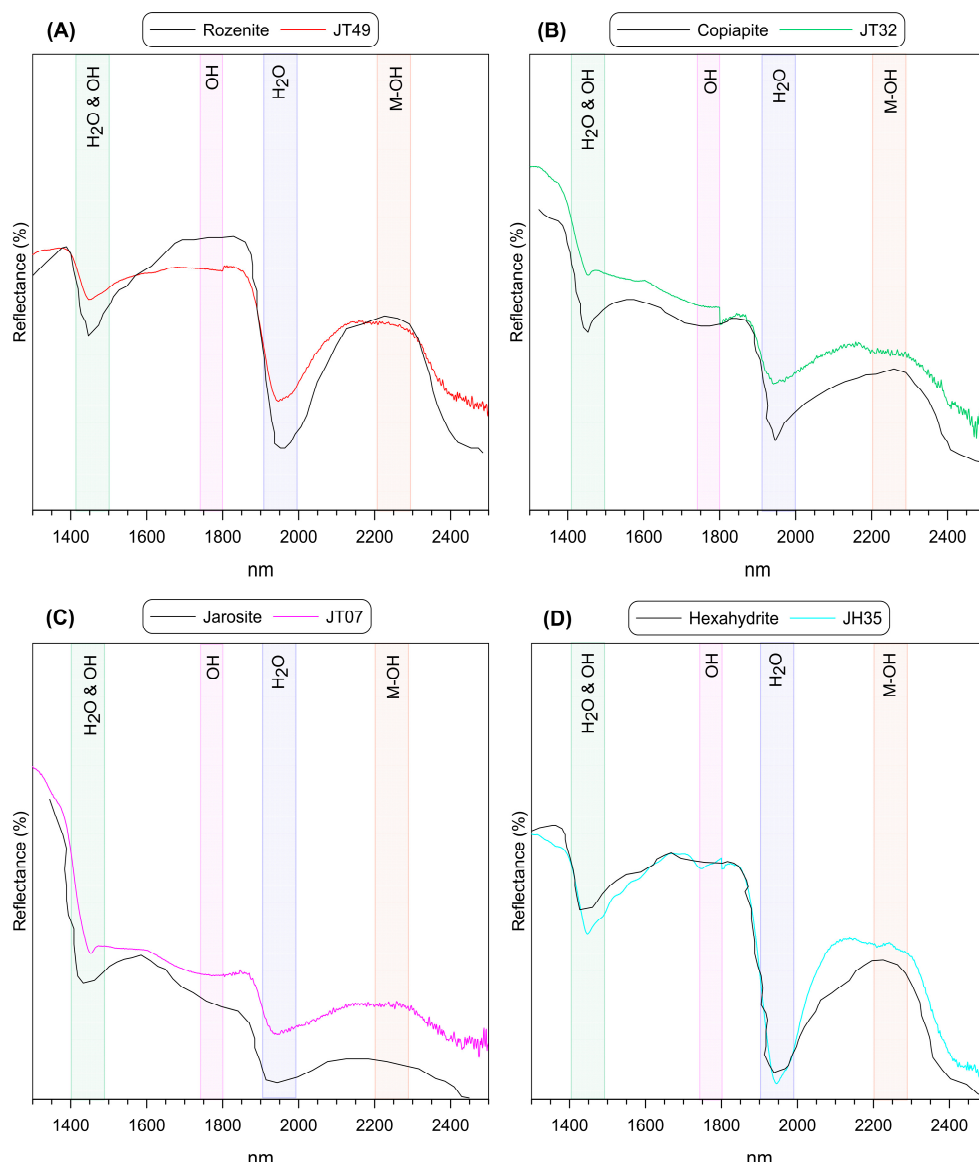 (A)
Rozenite JT49
H2O & OH
OH
H2O
M-OH
Reflectance (%)
1400 1600 1800 2000 2200 2400
nm
(B)
Copiapite JT32
H2O & OH
OH
H2O
M-OH
Reflectance (%)
1400 1600 1800 2000 2200 2400
nm
(C)
Jarosite JT07
H2O & OH
OH
H2O
M-OH
Reflectance (%)
1400 1600 1800 2000 2200 2400
nm
(D)
Hexahydrite JH35
H2O & OH
OH
H2O
M-OH
Reflectance (%)
1400 1600 1800 2000 2200 2400
nm